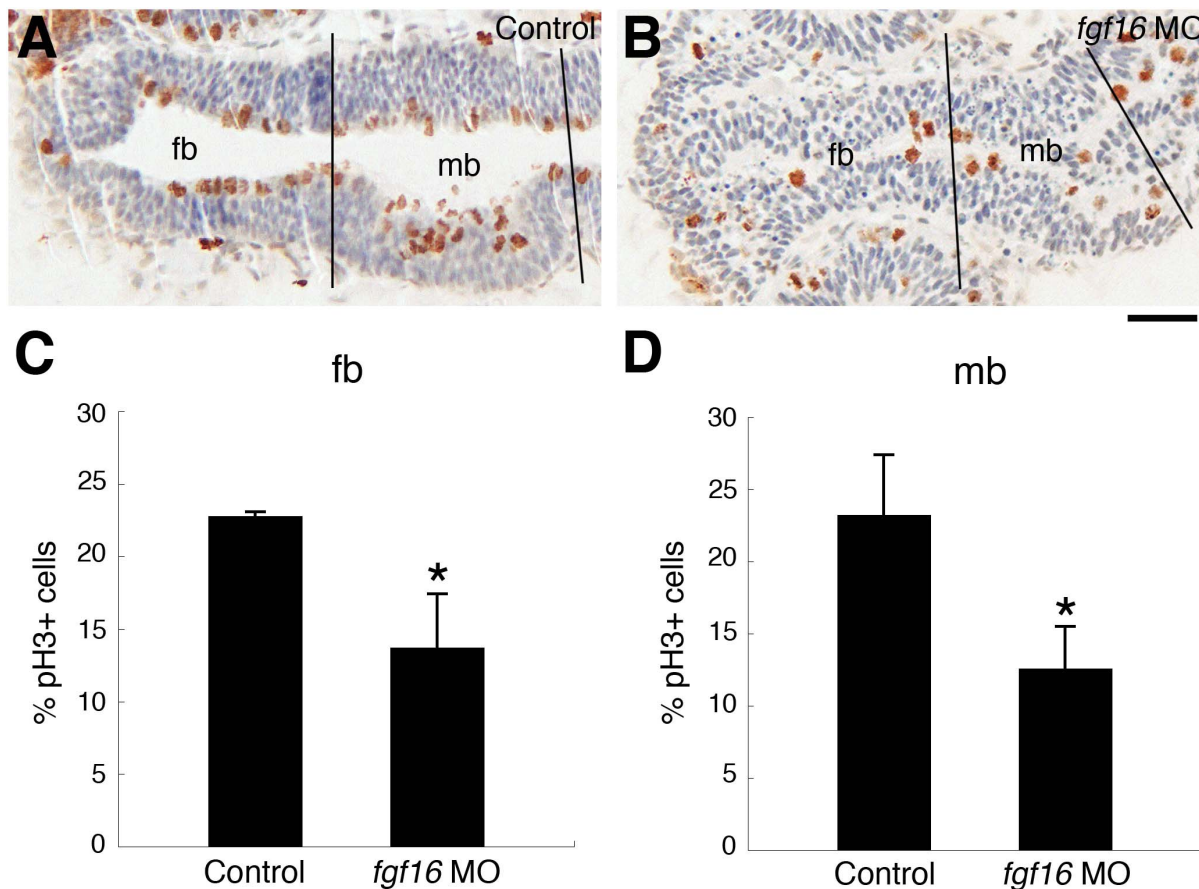 A
Control
fb
mb
B
fgf16 MO
fb
mb
C
fb
% pH3+ cells
30
25
20
15
10
5
0
*
Control
fgf16 MO
D
mb
% pH3+ cells
30
25
20
15
10
5
0
*
Control
fgf16 MO